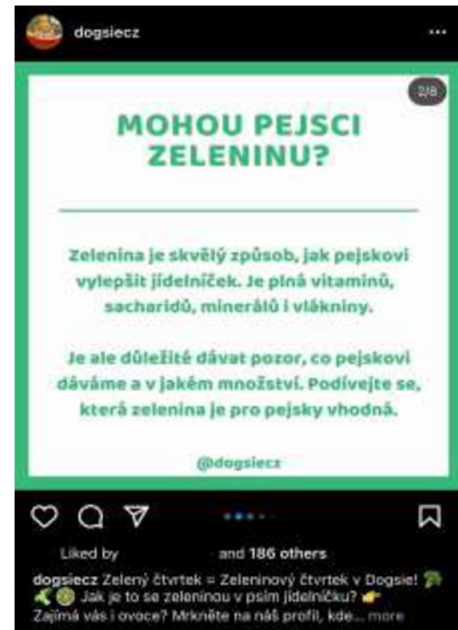 dogsiecz
2/8
MOHOU PEJSCI
ZELENINU?
Zelenina je skvělý způsob, jak pejskovi
vylepšit jídelníček. Je plná vitamínů,
sacharidů, minerálů i vlákniny.
Je ale důležité dávat pozor, co pejskovi
dáváme a v jakém množství. Podívejte se,
která zelenina je pro pejsky vhodná.
@dogsiecz
Liked by and 186 others
dogsiecz Zelený čtvrtek = Zeleninový čtvrtek v Dogsie! 🥦
🥬🥝 Jak je to se zeleninou v psím jídelníčku? 👉
Zajímá vás i ovoce? Mrkněte na náš profil, kde... more